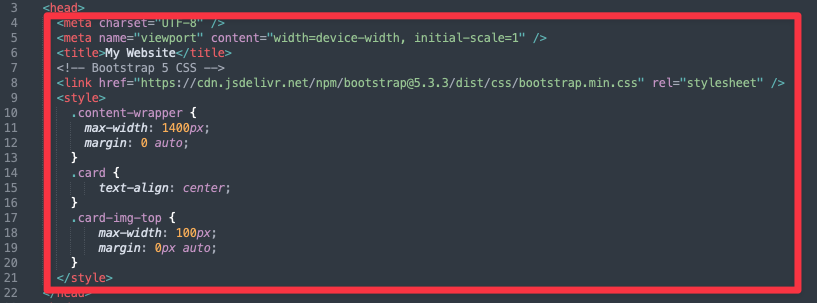 3 <head>
4 <meta charset="UTF-8" />
5 <meta name="viewport" content="width=device-width, initial-scale=1" />
6 <title>My Website</title>
7 <!-- Bootstrap 5 CSS -->
8 <link href="https://cdn.jsdelivr.net/npm/bootstrap@5.3.3/dist/css/bootstrap.min.css" rel="stylesheet" />
9 <style>
10 .content-wrapper {
11 max-width: 1400px;
12 margin: 0 auto;
13 }
14 .card {
15 text-align: center;
16 }
17 .card-img-top {
18 max-width: 100px;
19 margin: 0px auto;
20 }
21 </style>
22 </head>